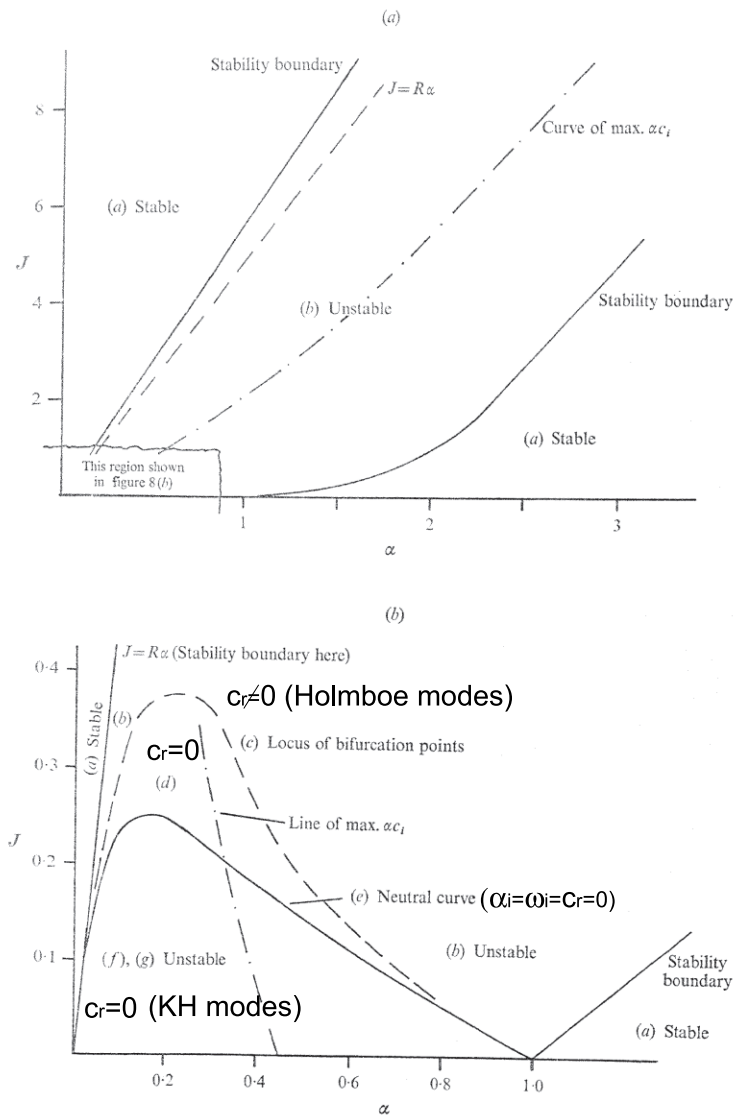 (a)
Stability boundary
J=Rα
8
Curve of max. αcᵢ
(a) Stable
6
J
(b) Unstable
4
Stability boundary
2
(a) Stable
This region shown
in figure 8(b)
1
2
3
α
(b)
J=Rα (Stability boundary here)
0·4
cr≠0 (Holmboe modes)
(b)
(a) Stable
cr=0
(c) Locus of bifurcation points
0·3
(d)
Line of max. αcᵢ
J
0·2
(e) Neutral curve (αi=ωi=cr=0)
0·1
(f), (g) Unstable
(b) Unstable
Stability
boundary
cr=0 (KH modes)
(a) Stable
0·2
0·4
0·6
0·8
1·0
α